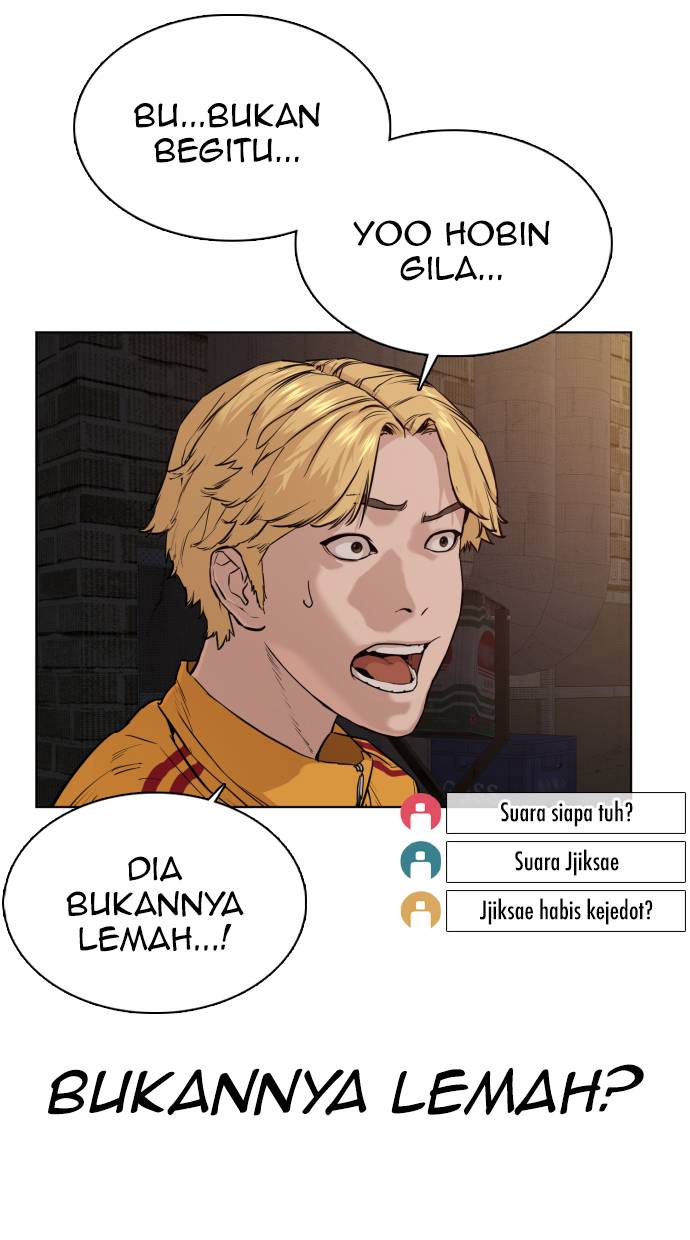 BU...BUKAN
BEGITU...
YOO HOBIN
GILA...
Suara siapa tuh?
Suara Jjiksae
Jjiksae habis kejedot?
DIA
BUKANNYA
LEMAH...!
BUKANNYA LEMAH?